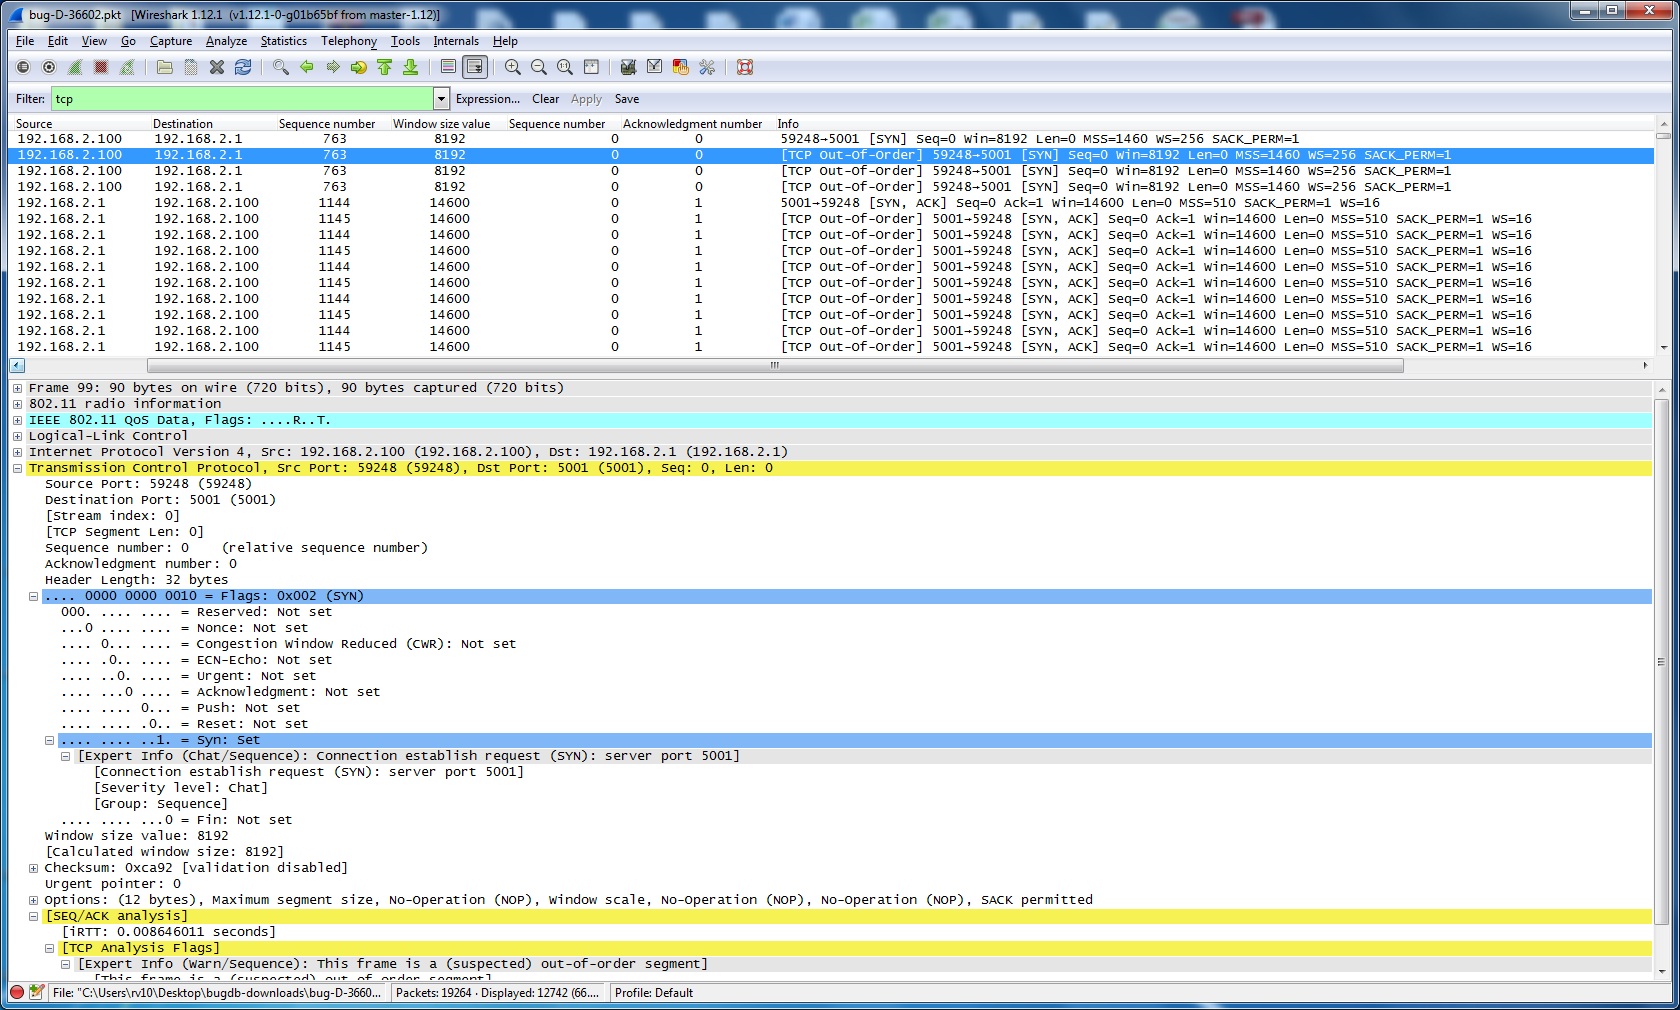 bug-D-36602.pkt   [Wireshark 1.12.1  (v1.12.1-0-g01b65bf from master-1.12)]
File Edit View Go Capture Analyze Statistics Telephony Tools Internals Help
Filter: tcp Expression... Clear Apply Save
Source Destination Sequence number Window size value Sequence number Acknowledgment number Info
192.168.2.100 192.168.2.1 763 8192 0 0 59248→5001 [SYN] Seq=0 Win=8192 Len=0 MSS=1460 WS=256 SACK_PERM=1
192.168.2.100 192.168.2.1 763 8192 0 0 [TCP Out-Of-Order] 59248→5001 [SYN] Seq=0 Win=8192 Len=0 MSS=1460 WS=256 SACK_PERM=1
192.168.2.100 192.168.2.1 763 8192 0 0 [TCP Out-Of-Order] 59248→5001 [SYN] Seq=0 Win=8192 Len=0 MSS=1460 WS=256 SACK_PERM=1
192.168.2.100 192.168.2.1 763 8192 0 0 [TCP Out-Of-Order] 59248→5001 [SYN] Seq=0 Win=8192 Len=0 MSS=1460 WS=256 SACK_PERM=1
192.168.2.1 192.168.2.100 1144 14600 0 1 5001→59248 [SYN, ACK] Seq=0 Ack=1 Win=14600 Len=0 MSS=510 SACK_PERM=1 WS=16
192.168.2.1 192.168.2.100 1145 14600 0 1 [TCP Out-Of-Order] 5001→59248 [SYN, ACK] Seq=0 Ack=1 Win=14600 Len=0 MSS=510 SACK_PERM=1 WS=16
192.168.2.1 192.168.2.100 1144 14600 0 1 [TCP Out-Of-Order] 5001→59248 [SYN, ACK] Seq=0 Ack=1 Win=14600 Len=0 MSS=510 SACK_PERM=1 WS=16
192.168.2.1 192.168.2.100 1145 14600 0 1 [TCP Out-Of-Order] 5001→59248 [SYN, ACK] Seq=0 Ack=1 Win=14600 Len=0 MSS=510 SACK_PERM=1 WS=16
192.168.2.1 192.168.2.100 1144 14600 0 1 [TCP Out-Of-Order] 5001→59248 [SYN, ACK] Seq=0 Ack=1 Win=14600 Len=0 MSS=510 SACK_PERM=1 WS=16
192.168.2.1 192.168.2.100 1145 14600 0 1 [TCP Out-Of-Order] 5001→59248 [SYN, ACK] Seq=0 Ack=1 Win=14600 Len=0 MSS=510 SACK_PERM=1 WS=16
192.168.2.1 192.168.2.100 1144 14600 0 1 [TCP Out-Of-Order] 5001→59248 [SYN, ACK] Seq=0 Ack=1 Win=14600 Len=0 MSS=510 SACK_PERM=1 WS=16
192.168.2.1 192.168.2.100 1145 14600 0 1 [TCP Out-Of-Order] 5001→59248 [SYN, ACK] Seq=0 Ack=1 Win=14600 Len=0 MSS=510 SACK_PERM=1 WS=16
192.168.2.1 192.168.2.100 1144 14600 0 1 [TCP Out-Of-Order] 5001→59248 [SYN, ACK] Seq=0 Ack=1 Win=14600 Len=0 MSS=510 SACK_PERM=1 WS=16
192.168.2.1 192.168.2.100 1145 14600 0 1 [TCP Out-Of-Order] 5001→59248 [SYN, ACK] Seq=0 Ack=1 Win=14600 Len=0 MSS=510 SACK_PERM=1 WS=16
Frame 99: 90 bytes on wire (720 bits), 90 bytes captured (720 bits)
802.11 radio information
IEEE 802.11 QoS Data, Flags: ....R..T.
Logical-Link Control
Internet Protocol Version 4, Src: 192.168.2.100 (192.168.2.100), Dst: 192.168.2.1 (192.168.2.1)
Transmission Control Protocol, Src Port: 59248 (59248), Dst Port: 5001 (5001), Seq: 0, Len: 0
Source Port: 59248 (59248)
Destination Port: 5001 (5001)
[Stream index: 0]
[TCP Segment Len: 0]
Sequence number: 0    (relative sequence number)
Acknowledgment number: 0
Header Length: 32 bytes
.... 0000 0000 0010 = Flags: 0x002 (SYN)
000. .... .... = Reserved: Not set
...0 .... .... = Nonce: Not set
.... 0... .... = Congestion Window Reduced (CWR): Not set
.... .0.. .... = ECN-Echo: Not set
.... ..0. .... = Urgent: Not set
.... ...0 .... = Acknowledgment: Not set
.... .... 0... = Push: Not set
.... .... .0.. = Reset: Not set
.... .... ..1. = Syn: Set
[Expert Info (Chat/Sequence): Connection establish request (SYN): server port 5001]
[Connection establish request (SYN): server port 5001]
[Severity level: Chat]
[Group: Sequence]
.... .... ...0 = Fin: Not set
Window size value: 8192
[Calculated window size: 8192]
Checksum: 0xca92 [validation disabled]
Urgent pointer: 0
Options: (12 bytes), Maximum segment size, No-Operation (NOP), Window scale, No-Operation (NOP), No-Operation (NOP), SACK permitted
[SEQ/ACK analysis]
[iRTT: 0.008646011 seconds]
[TCP Analysis Flags]
[Expert Info (Warn/Sequence): This frame is a (suspected) out-of-order segment]
[This frame is a (suspected) out-of-order segment]
File: "C:\Users\rv10\Desktop\bugdb-downloads\bug-D-3660... Packets: 19264 · Displayed: 12742 (66.... Profile: Default